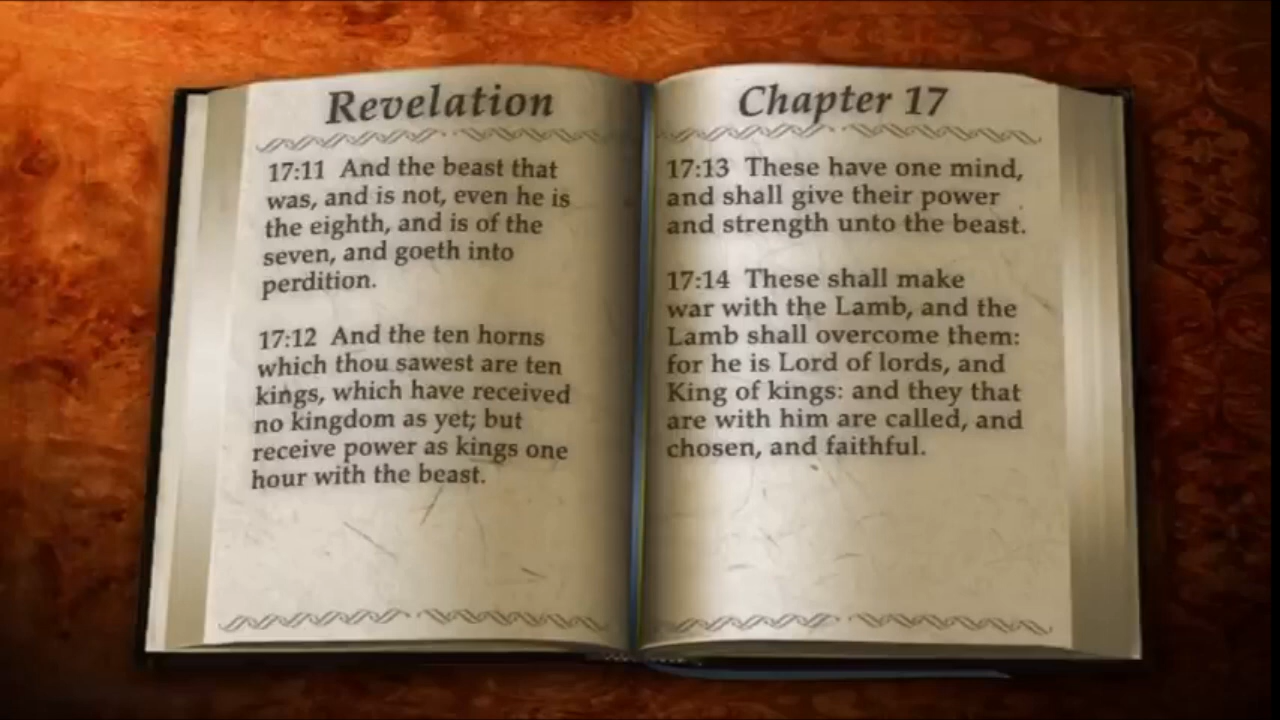 Revelation
17:11 And the beast that
was, and is not, even he is
the eighth, and is of the
seven, and goeth into
perdition.
17:12 And the ten horns
which thou sawest are ten
kings, which have received
no kingdom as yet; but
receive power as kings one
hour with the beast.
Chapter 17
17:13 These have one mind,
and shall give their power
and strength unto the beast.
17:14 These shall make
war with the Lamb, and the
Lamb shall overcome them:
for he is Lord of lords, and
King of kings: and they that
are with him are called, and
chosen, and faithful.